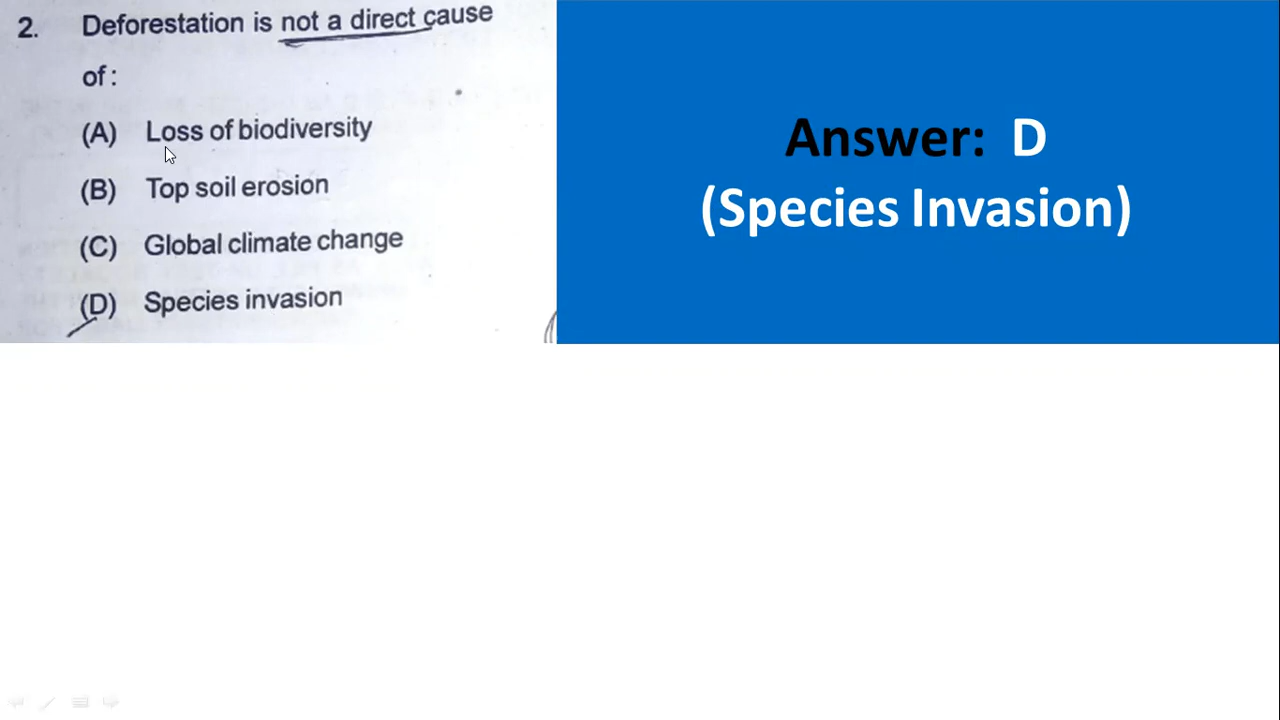 2. Deforestation is not a direct cause
of :
(A) Loss of biodiversity
(B) Top soil erosion
(C) Global climate change
(D) Species invasion
Answer: D
(Species Invasion)